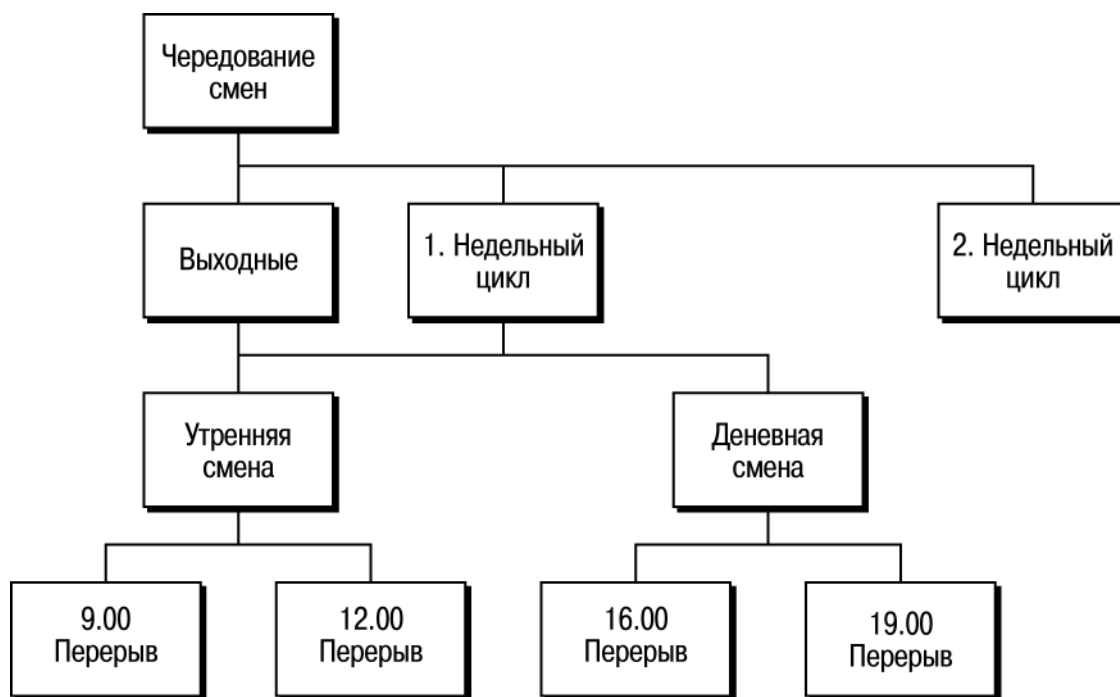 Чередование
смен
Выходные
1. Недельный
цикл
2. Недельный
цикл
Утренняя
смена
Деневная
смена
9.00
Перерыв
12.00
Перерыв
16.00
Перерыв
19.00
Перерыв